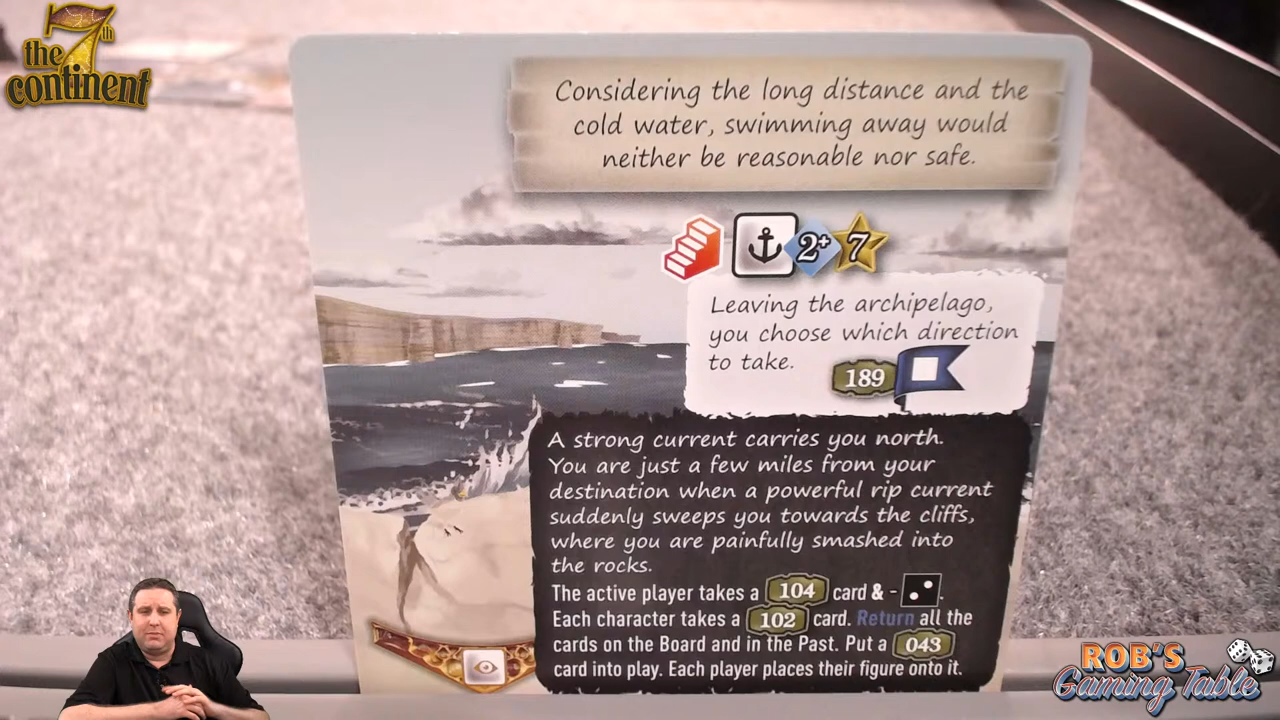 the
7th
continent
Considering the long distance and the
cold water, swimming away would
neither be reasonable nor safe.
2+ 7
Leaving the archipelago,
you choose which direction
to take.
189
A strong current carries you north.
You are just a few miles from your
destination when a powerful rip current
suddenly sweeps you towards the cliffs,
where you are painfully smashed into
the rocks.
The active player takes a 104 card & - .
Each character takes a 102 card. Return all the
cards on the Board and in the Past. Put a 043
card into play. Each player places their figure onto it.
ROB'S
Gaming Table